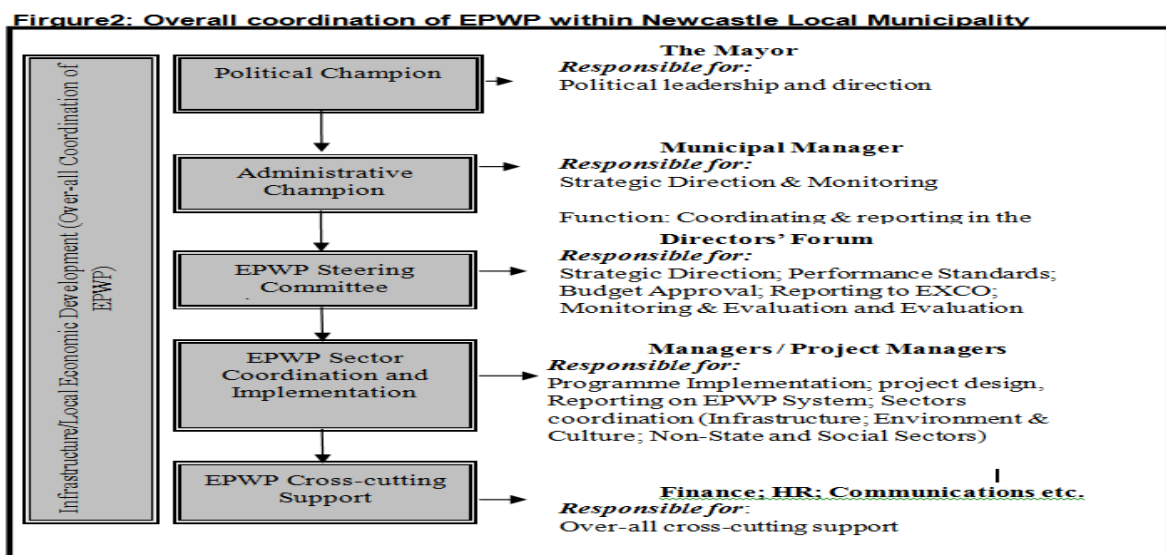 Firgure2: Overall coordination of EPWP within Newcastle Local Municipality
Infrastructure/Local Economic Development (Over-all Coordination of
EPWP)
Political Champion
The Mayor
Responsible for:
Political leadership and direction
Administrative
Champion
Municipal Manager
Responsible for:
Strategic Direction & Monitoring
Function: Coordinating & reporting in the
EPWP Steering
Committee
Directors' Forum
Responsible for:
Strategic Direction; Performance Standards;
Budget Approval; Reporting to EXCO;
Monitoring & Evaluation and Evaluation
EPWP Sector
Coordination and
Implementation
Managers / Project Managers
Responsible for:
Programme Implementation; project design,
Reporting on EPWP System; Sectors
coordination (Infrastructure; Environment &
Culture; Non-State and Social Sectors)
EPWP Cross-cutting
Support
Finance; HR; Communications etc.
Responsible for:
Over-all cross-cutting support